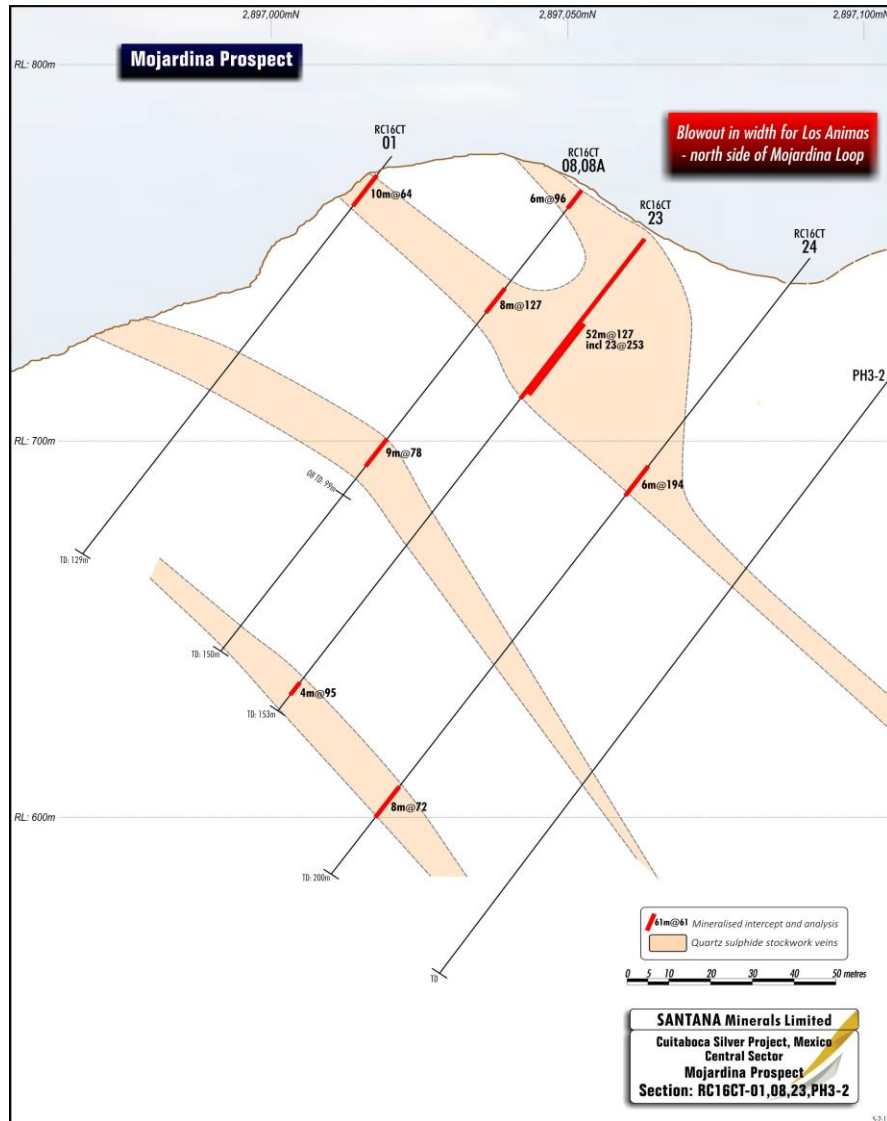 2,897,000mN
2,897,050mN
2,897,100mN
RL: 800m
Mojardina Prospect
Blowout in width for Los Animas
- north side of Mojardina Loop
RC16CT
01
RC16CT
08,08A
RC16CT
23
RC16CT
24
10m@64
6m@96
8m@127
52m@127
incl 23@253
PH3-2
RL: 700m
9m@78
08 TD: 99m
6m@194
TD: 129m
TD: 150m
4m@95
TD: 153m
8m@72
RL: 600m
TD: 200m
TD
61m@61 Mineralised intercept and analysis
Quartz sulphide stockwork veins
0 5 10 20 30 40 50 metres
SANTANA Minerals Limited
Cuitaboca Silver Project, Mexico
Central Sector
Mojardina Prospect
Section: RC16CT-01,08,23,PH3-2